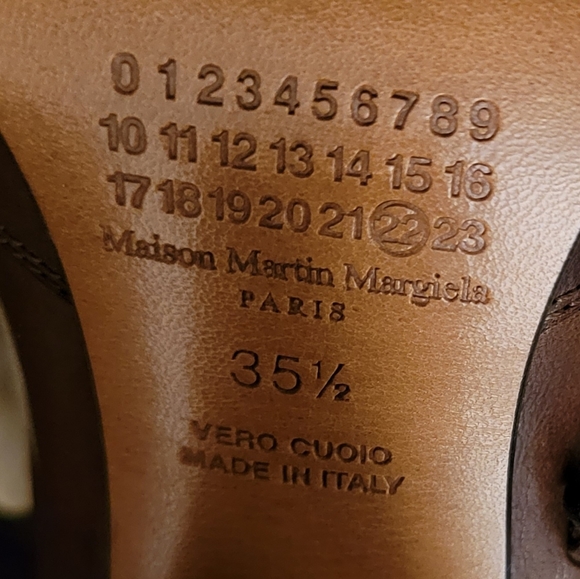 0 1 2 3 4 5 6 7 8 9
10 11 12 13 14 15 16
17 18 19 20 21 22 23
Maison Martin Margiela
PARIS
35½
VERO CUOIO
MADE IN ITALY